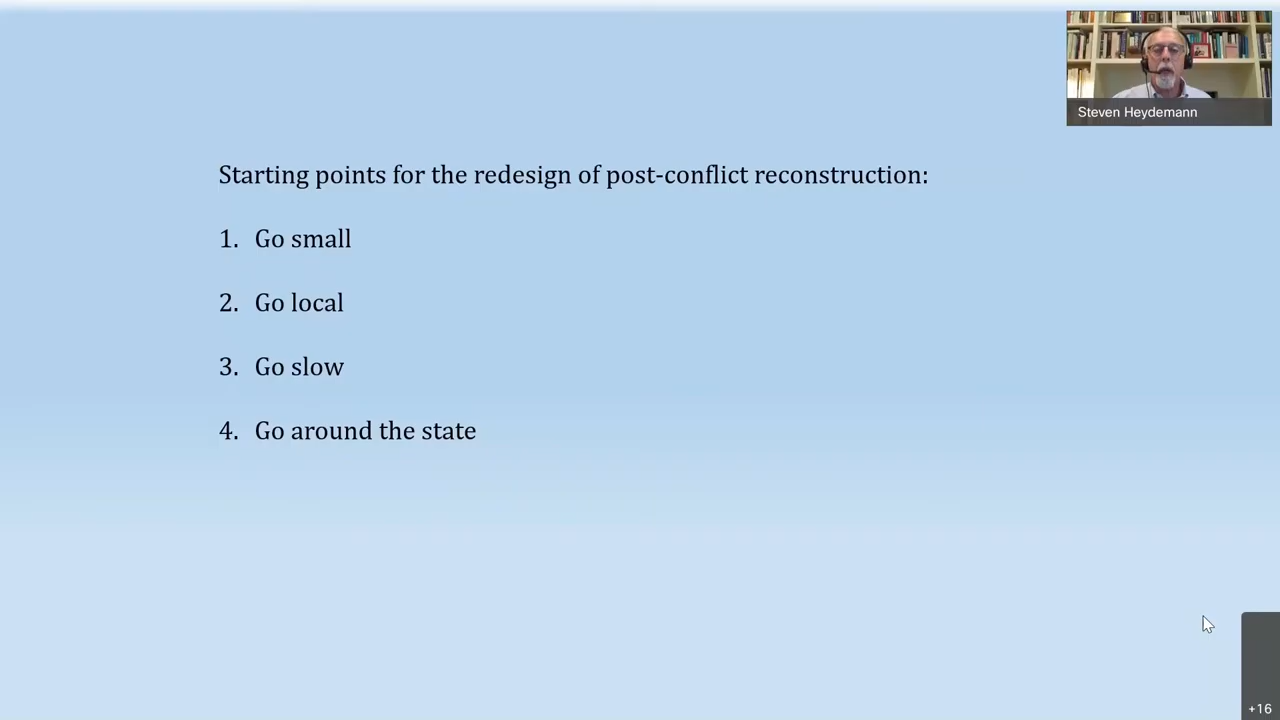 Steven Heydemann
Starting points for the redesign of post-conflict reconstruction:
1. Go small
2. Go local
3. Go slow
4. Go around the state
+16